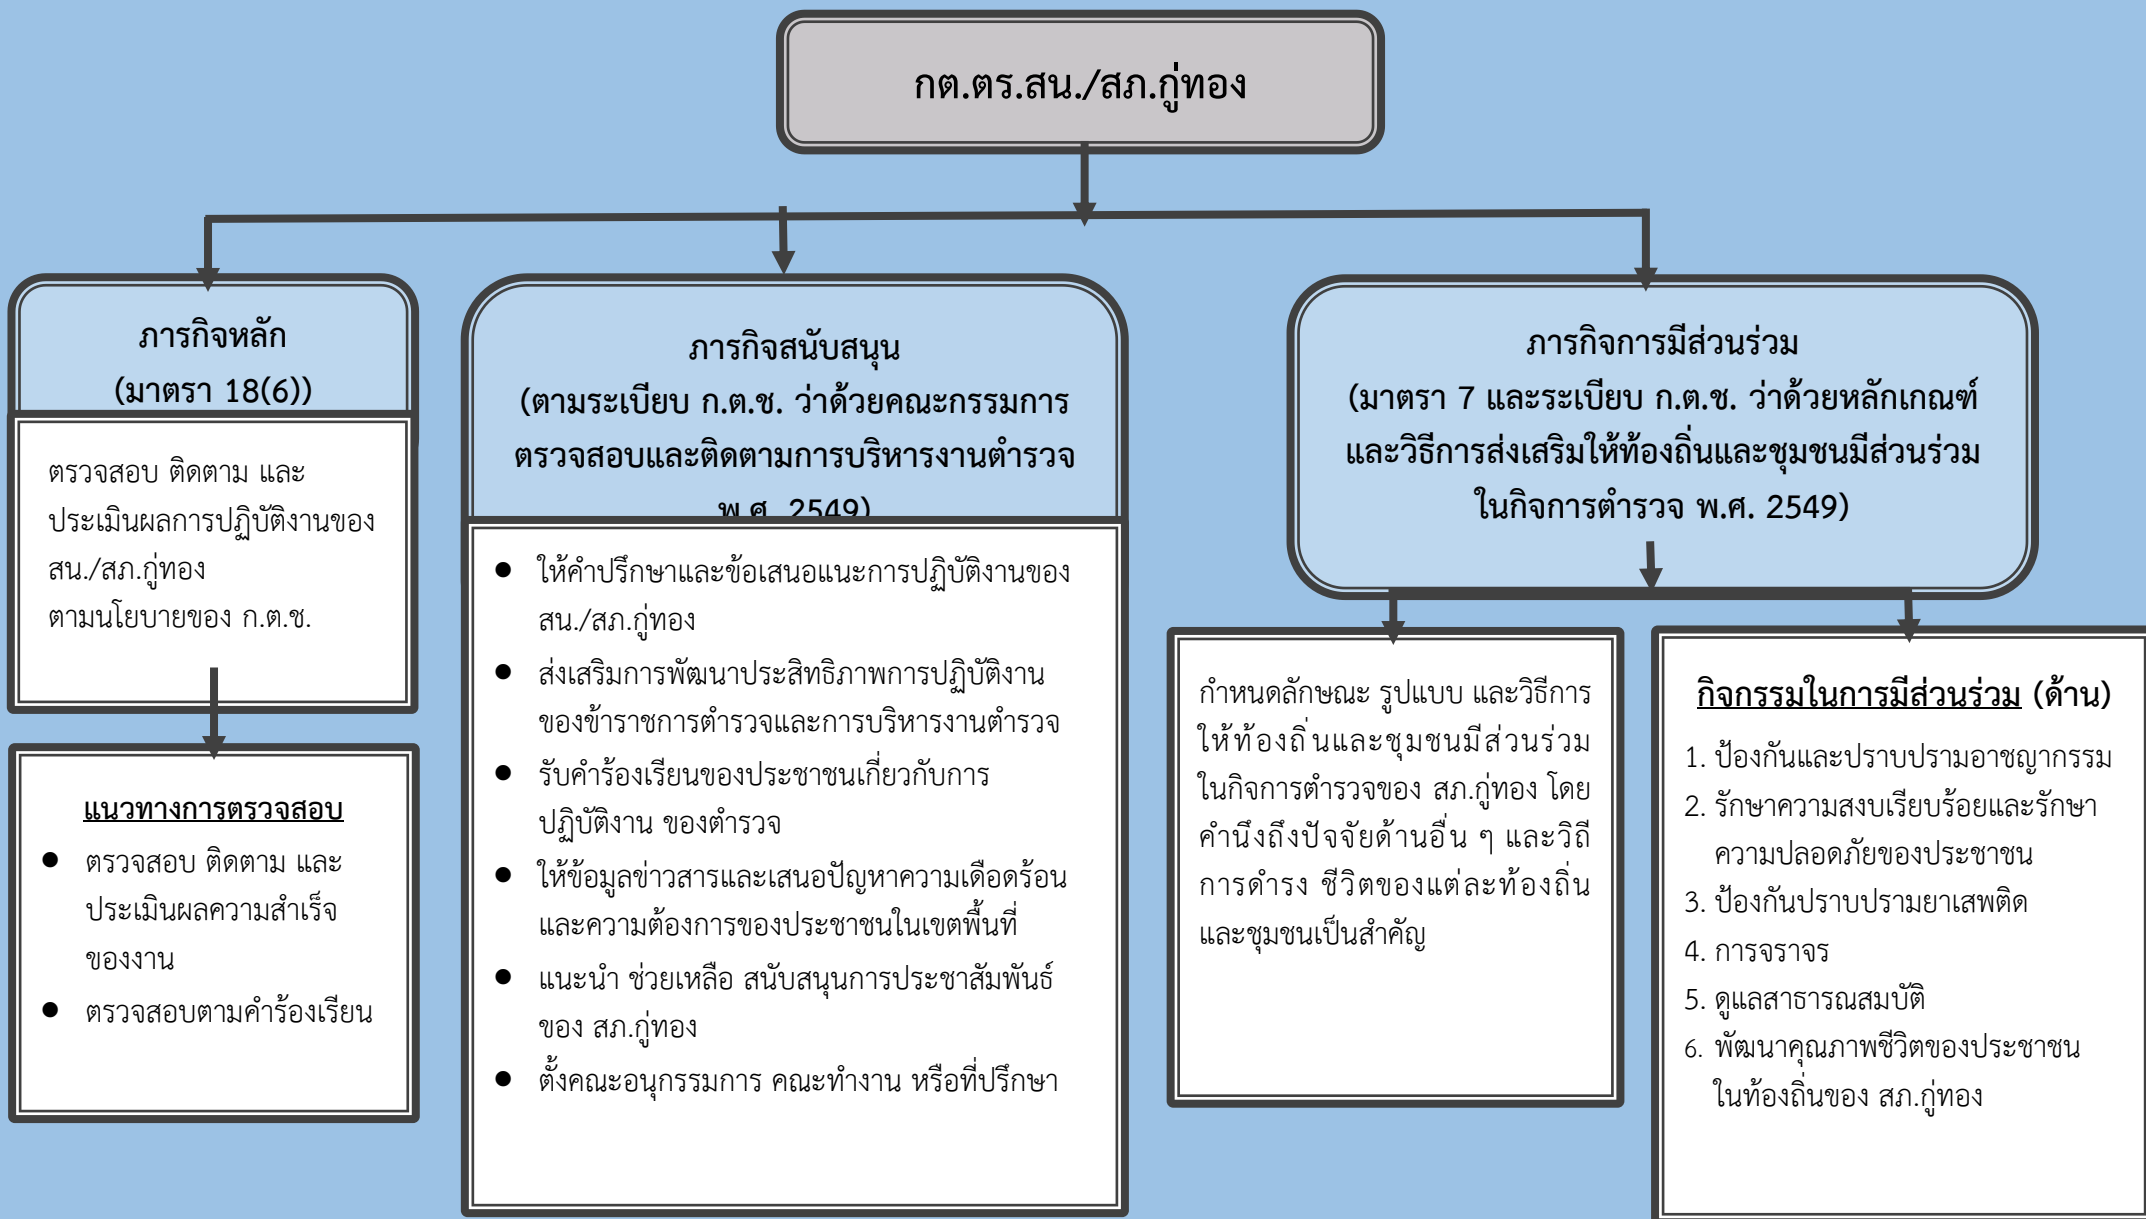 กต.ตร.สน./สภ.กู่ทอง
ภารกิจหลัก
(มาตรา 18(6))
ตรวจสอบ ติดตาม และ
ประเมินผลการปฏิบัติงานของ
สน./สภ.กู่ทอง
ตามนโยบายของ ก.ต.ช.
แนวทางการตรวจสอบ
● ตรวจสอบ ติดตาม และ
ประเมินผลความสำเร็จ
ของงาน
● ตรวจสอบตามคำร้องเรียน
ภารกิจสนับสนุน
(ตามระเบียบ ก.ต.ช. ว่าด้วยคณะกรรมการ
ตรวจสอบและติดตามการบริหารงานตำรวจ
พ.ศ. 2549)
● ให้คำปรึกษาและข้อเสนอแนะการปฏิบัติงานของ
สน./สภ.กู่ทอง
● ส่งเสริมการพัฒนาประสิทธิภาพการปฏิบัติงาน
ของข้าราชการตำรวจและการบริหารงานตำรวจ
● รับคำร้องเรียนของประชาชนเกี่ยวกับการ
ปฏิบัติงาน ของตำรวจ
● ให้ข้อมูลข่าวสารและเสนอปัญหาความเดือดร้อน
และความต้องการของประชาชนในเขตพื้นที่
● แนะนำ ช่วยเหลือ สนับสนุนการประชาสัมพันธ์
ของ สภ.กู่ทอง
● ตั้งคณะอนุกรรมการ คณะทำงาน หรือที่ปรึกษา
ภารกิจการมีส่วนร่วม
(มาตรา 7 และระเบียบ ก.ต.ช. ว่าด้วยหลักเกณฑ์
และวิธีการส่งเสริมให้ท้องถิ่นและชุมชนมีส่วนร่วม
ในกิจการตำรวจ พ.ศ. 2549)
กำหนดลักษณะ รูปแบบ และวิธีการ
ให้ท้องถิ่นและชุมชนมีส่วนร่วม
ในกิจการตำรวจของ สภ.กู่ทอง โดย
คำนึงถึงปัจจัยด้านอื่น ๆ และวิถี
การดำรง ชีวิตของแต่ละท้องถิ่น
และชุมชนเป็นสำคัญ
กิจกรรมในการมีส่วนร่วม (ด้าน)
1. ป้องกันและปราบปรามอาชญากรรม
2. รักษาความสงบเรียบร้อยและรักษา
ความปลอดภัยของประชาชน
3. ป้องกันปราบปรามยาเสพติด
4. การจราจร
5. ดูแลสาธารณสมบัติ
6. พัฒนาคุณภาพชีวิตของประชาชน
ในท้องถิ่นของ สภ.กู่ทอง